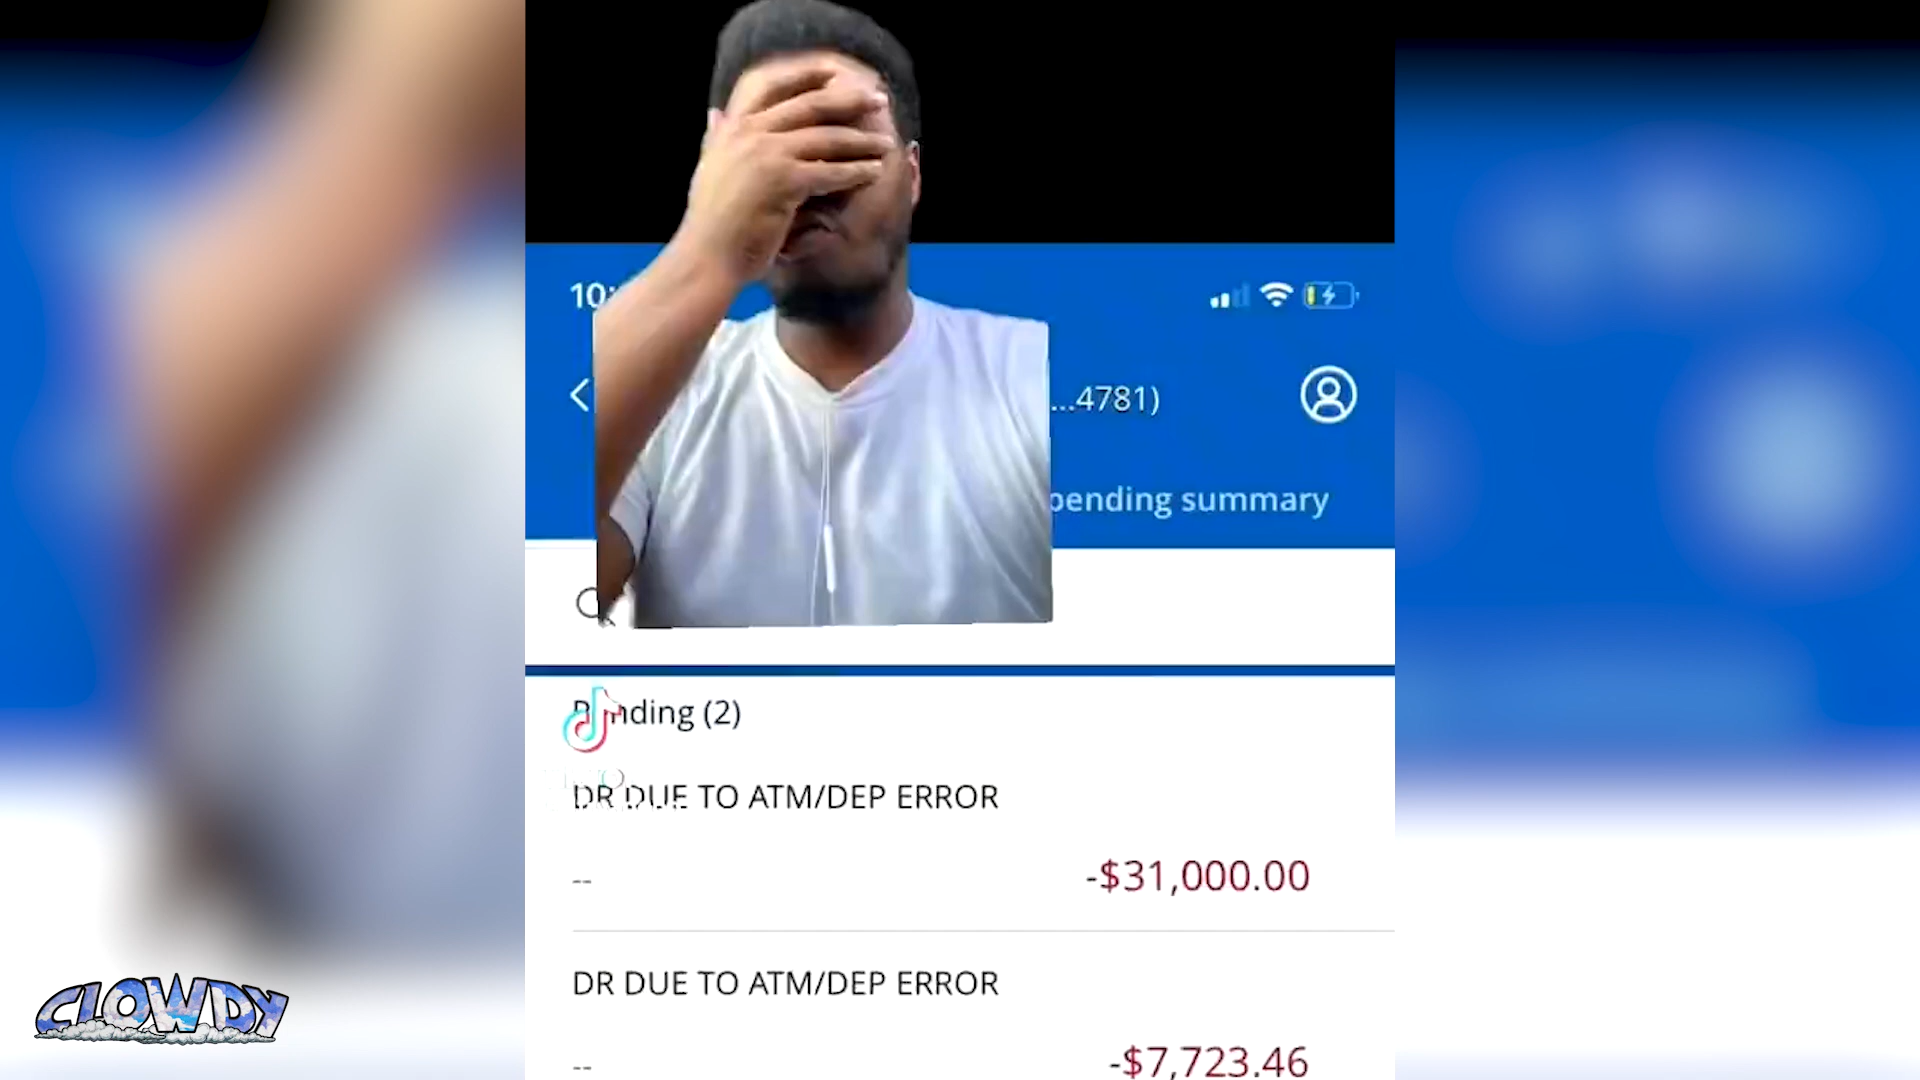 ...4781)
pending summary
Pending (2)
DR DUE TO ATM/DEP ERROR
--
-$31,000.00
DR DUE TO ATM/DEP ERROR
--
-$7,723.46
CLOWDY